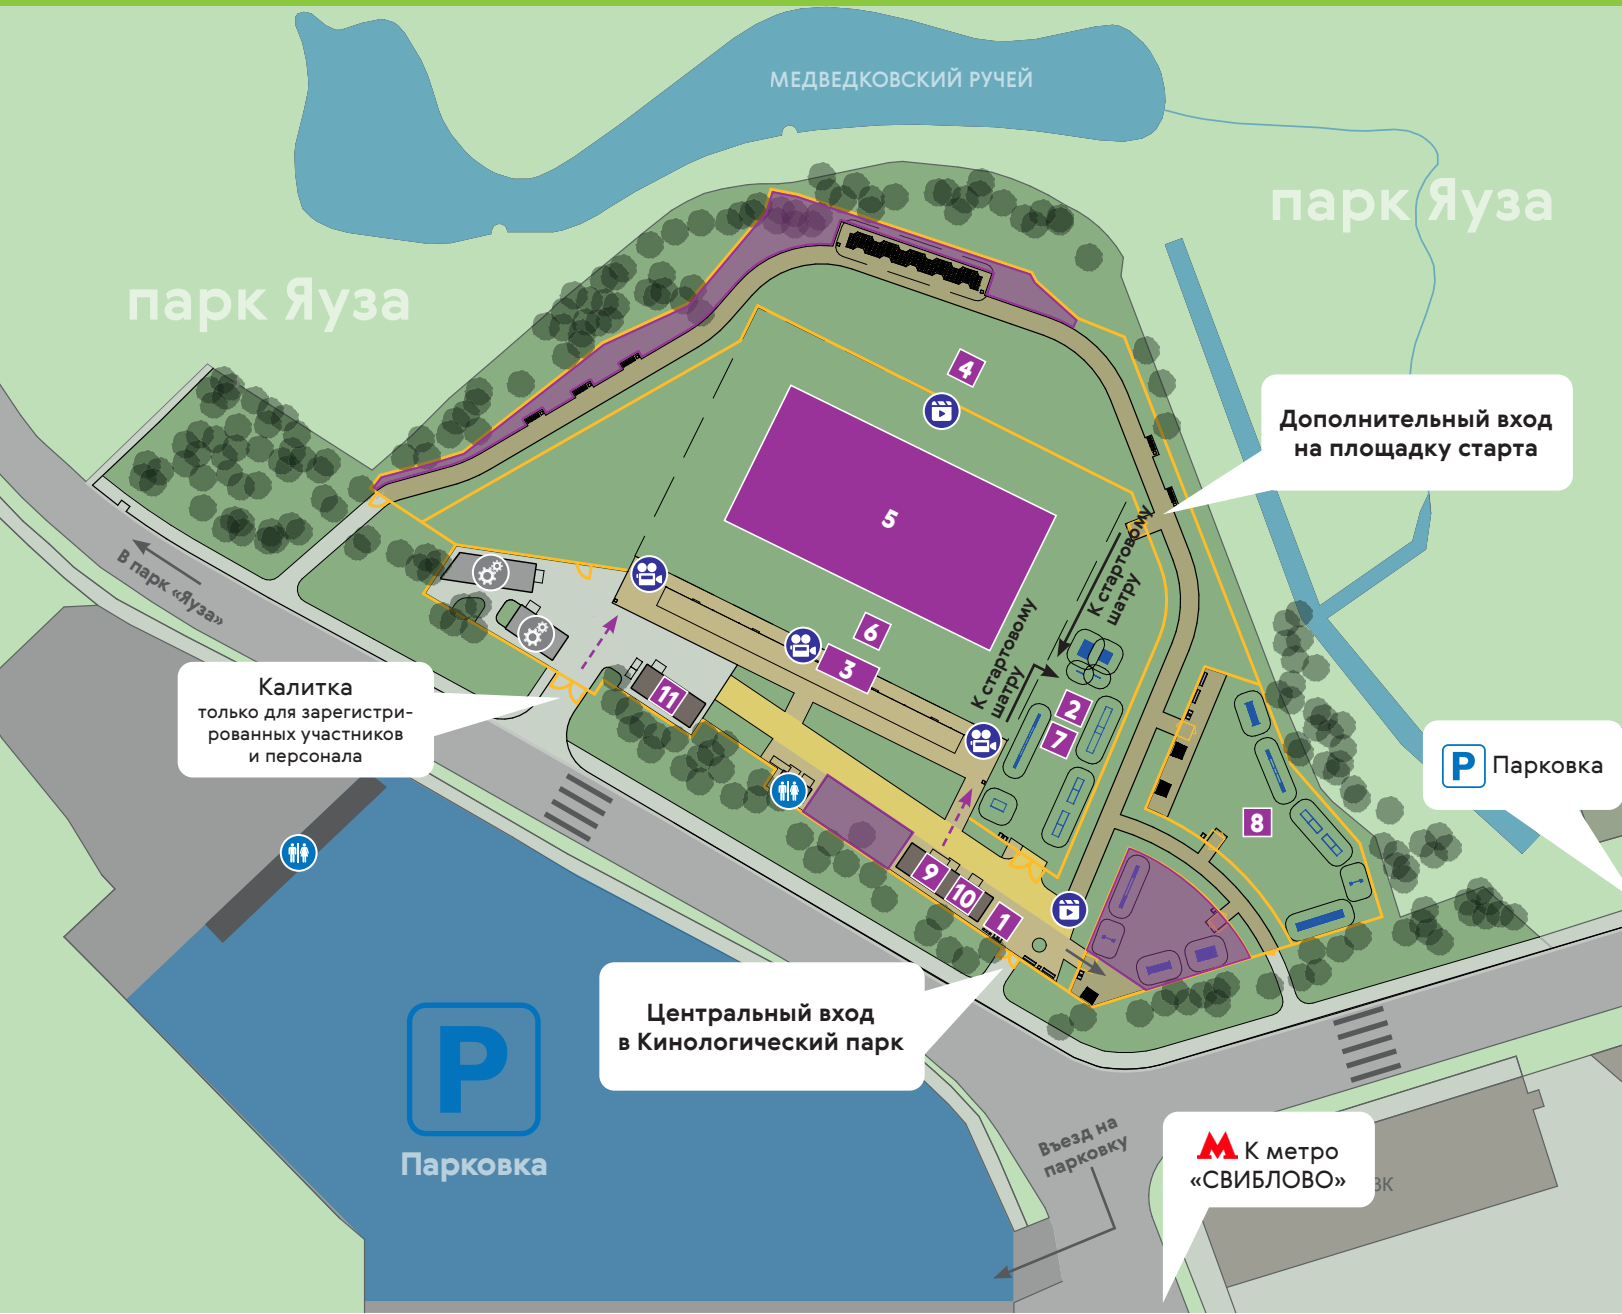 МЕДВЕДКОВСКИЙ РУЧЕЙ
парк Яуза
парк Яуза
4
Дополнительный вход
на площадку старта
5
К стартовому
шатру
К стартовому
шатру
В парк «Яуза»
6
3
2
7
11
Калитка
только для зарегистри-
рованных участников
и персонала
P Парковка
8
9
10
1
Центральный вход
в Кинологический парк
P
Парковка
Въезд на
парковку
М К метро
«СВИБЛОВО»